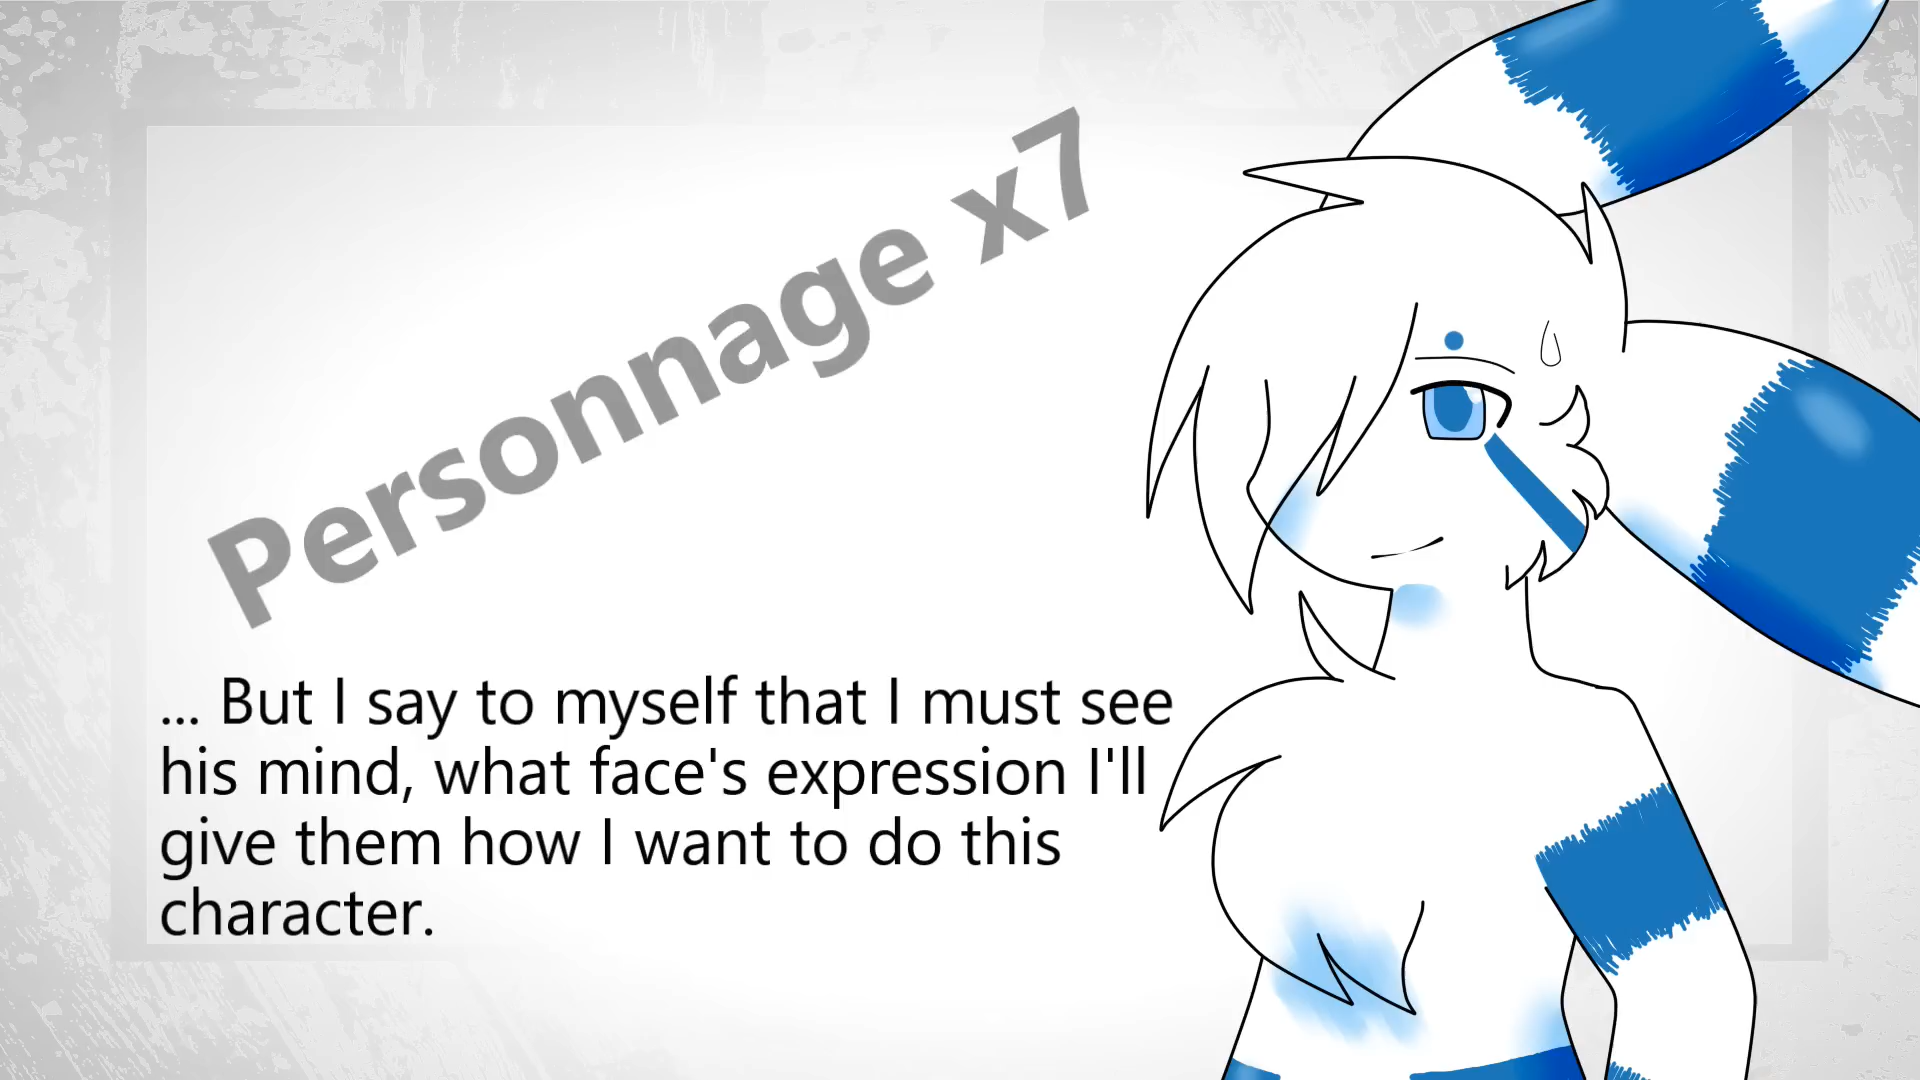 Personnage x7
... But I say to myself that I must see
his mind, what face's expression I'll
give them how I want to do this
character.